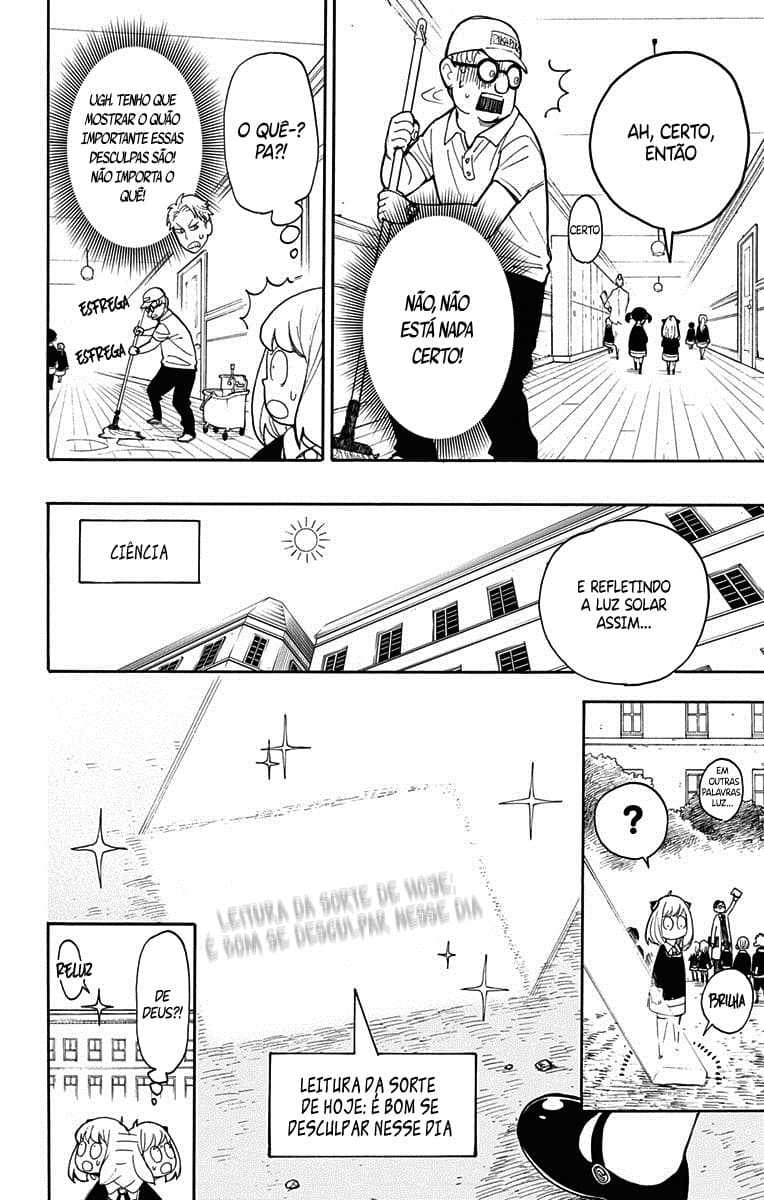 AH, CERTO,
ENTÃO
CERTO
NÃO, NÃO
ESTÁ NADA
CERTO!
O QUÊ-?
PA?!
UGH. TENHO QUE
MOSTRAR O QUÃO
IMPORTANTE ESSAS
DESCULPAS SÃO!
NÃO IMPORTA O
QUÊ!
ESFREGA
ESFREGA
CIÊNCIA
E REFLETINDO
A LUZ SOLAR
ASSIM...
EM
OUTRAS
PALAVRAS
LUZ...
?
BRILHA
LEITURA DA SORTE DE HOJE:
É BOM SE DESCULPAR NESSE DIA
LEITURA DA SORTE
DE HOJE: É BOM SE
DESCULPAR NESSE DIA
DE
DEUS?!
RELUZ